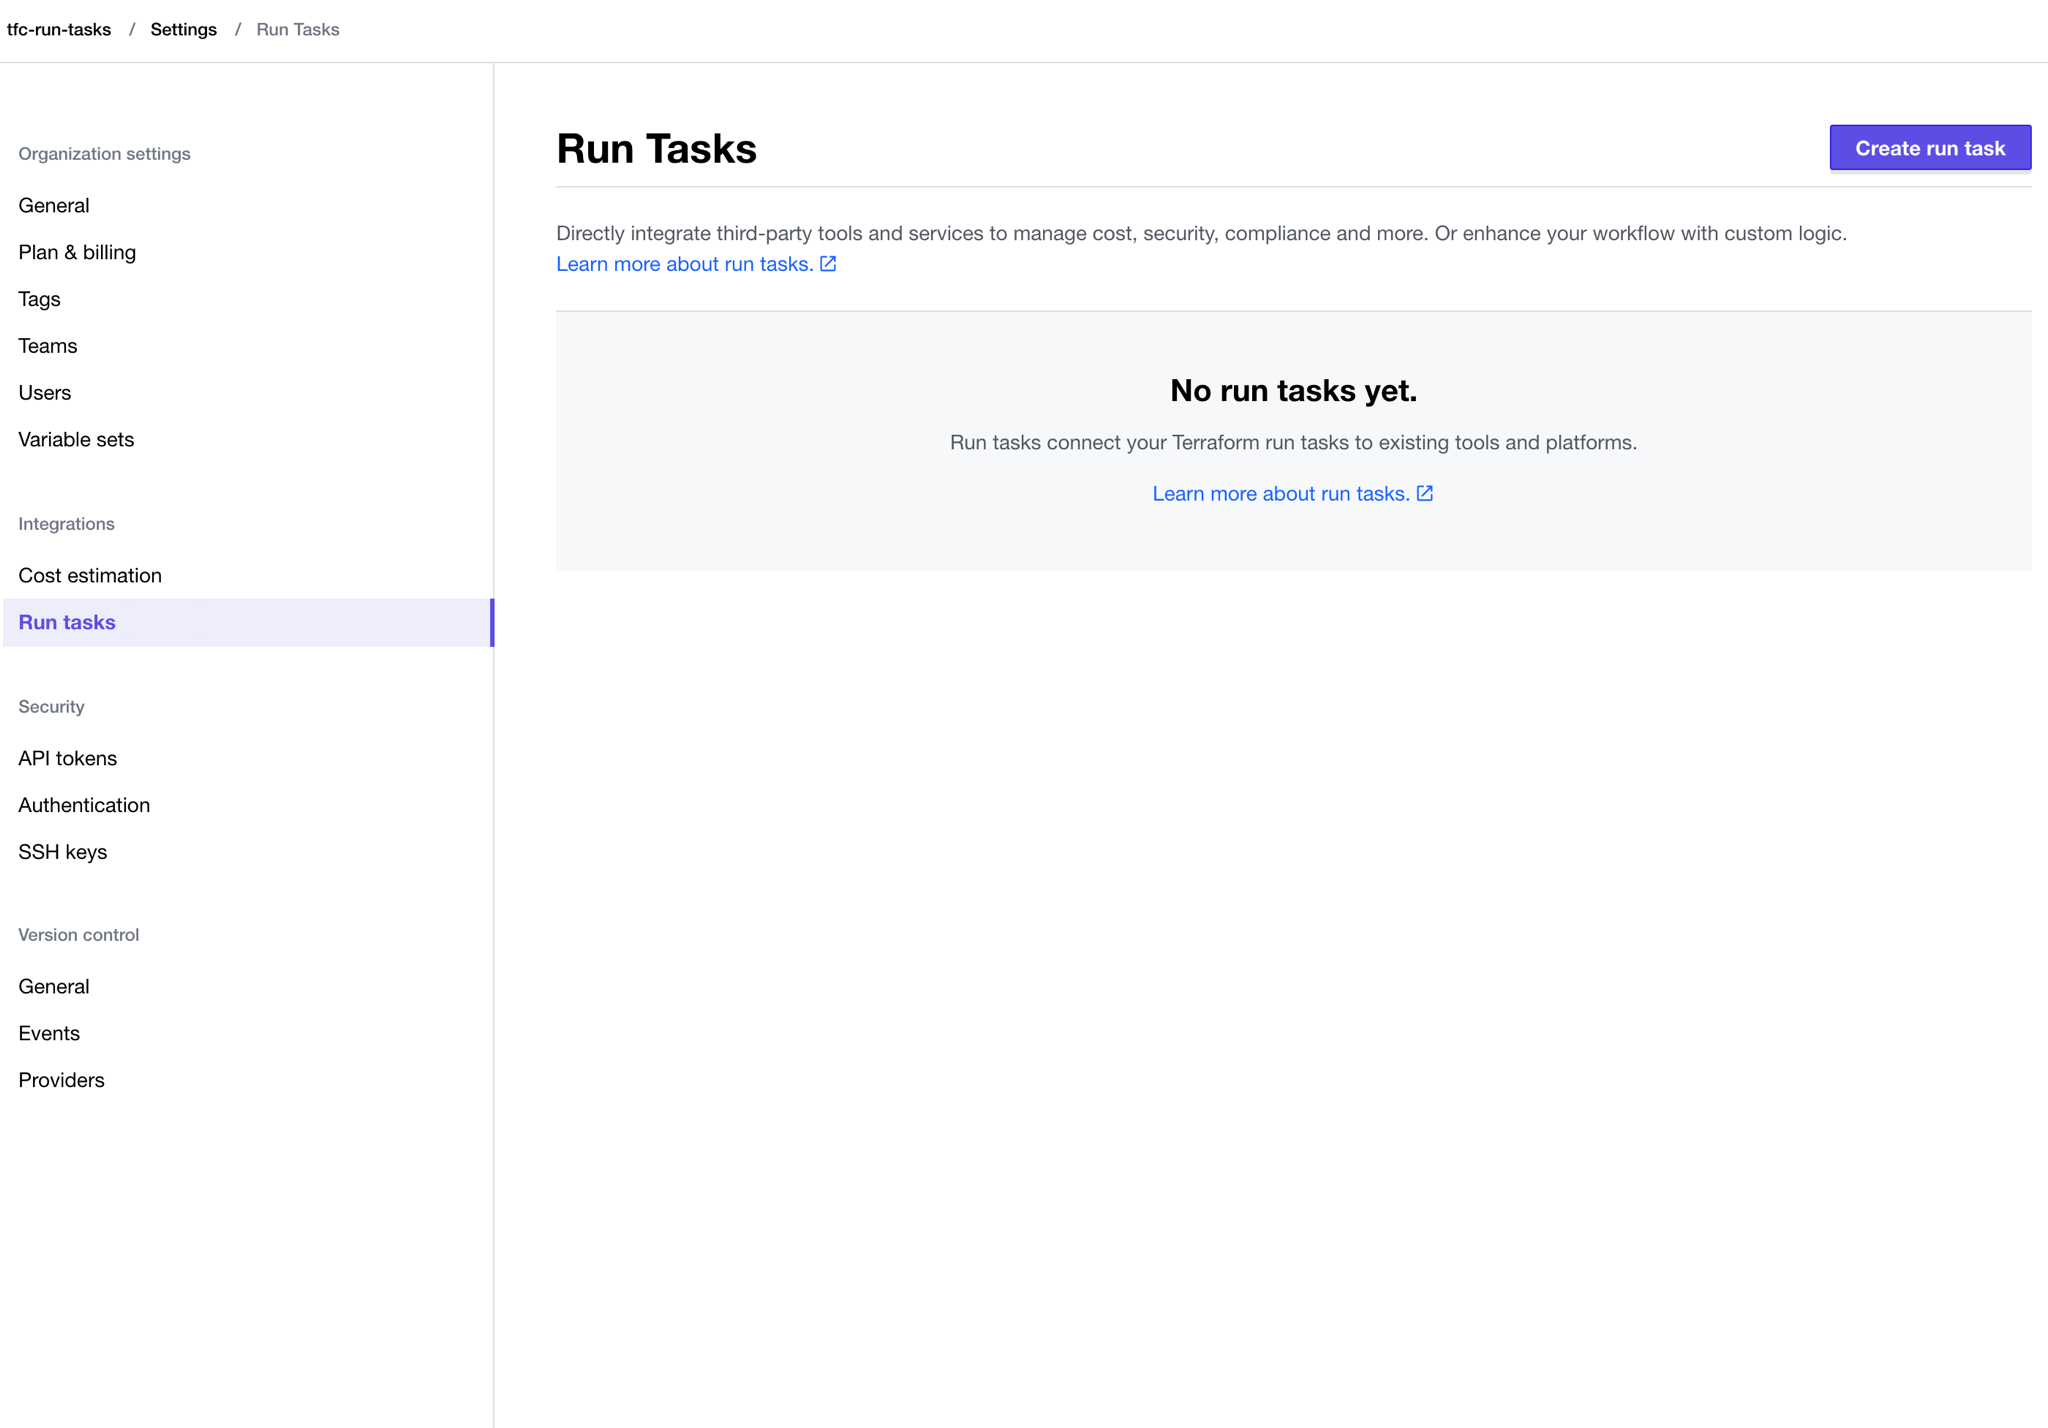 tfc-run-tasks / Settings / Run Tasks
Organization settings
General
Plan & billing
Tags
Teams
Users
Variable sets
Integrations
Cost estimation
Run tasks
Security
API tokens
Authentication
SSH keys
Version control
General
Events
Providers
Run Tasks
Create run task
Directly integrate third-party tools and services to manage cost, security, compliance and more. Or enhance your workflow with custom logic.
Learn more about run tasks.
No run tasks yet.
Run tasks connect your Terraform run tasks to existing tools and platforms.
Learn more about run tasks.